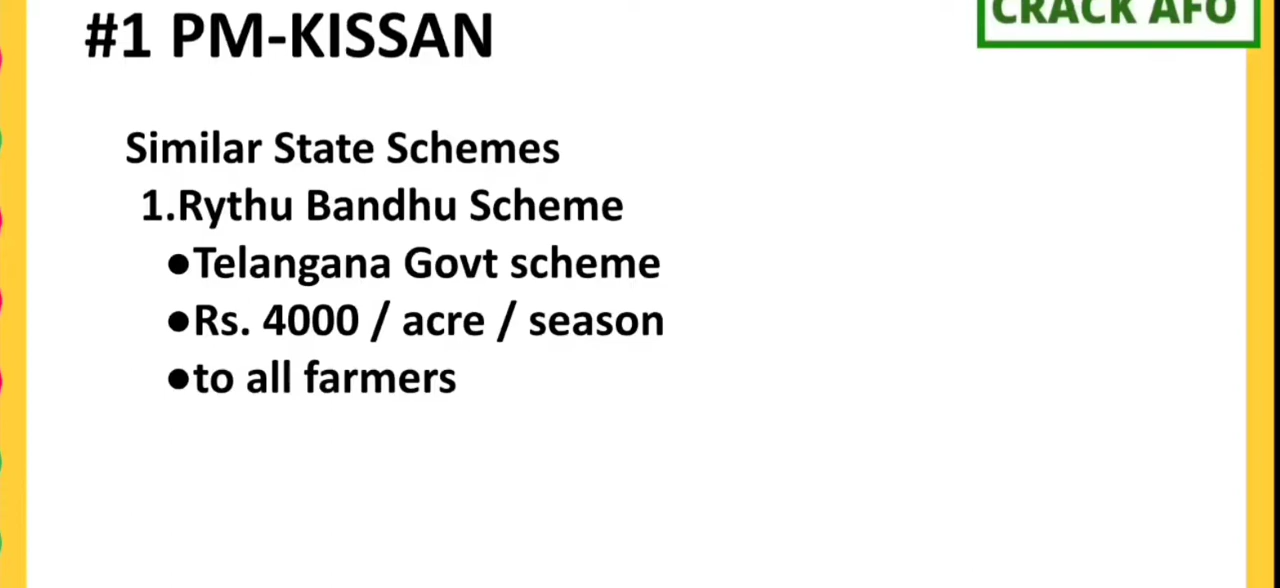 CRACK AFO
#1 PM-KISSAN
Similar State Schemes
1.Rythu Bandhu Scheme
●Telangana Govt scheme
●Rs. 4000 / acre / season
●to all farmers